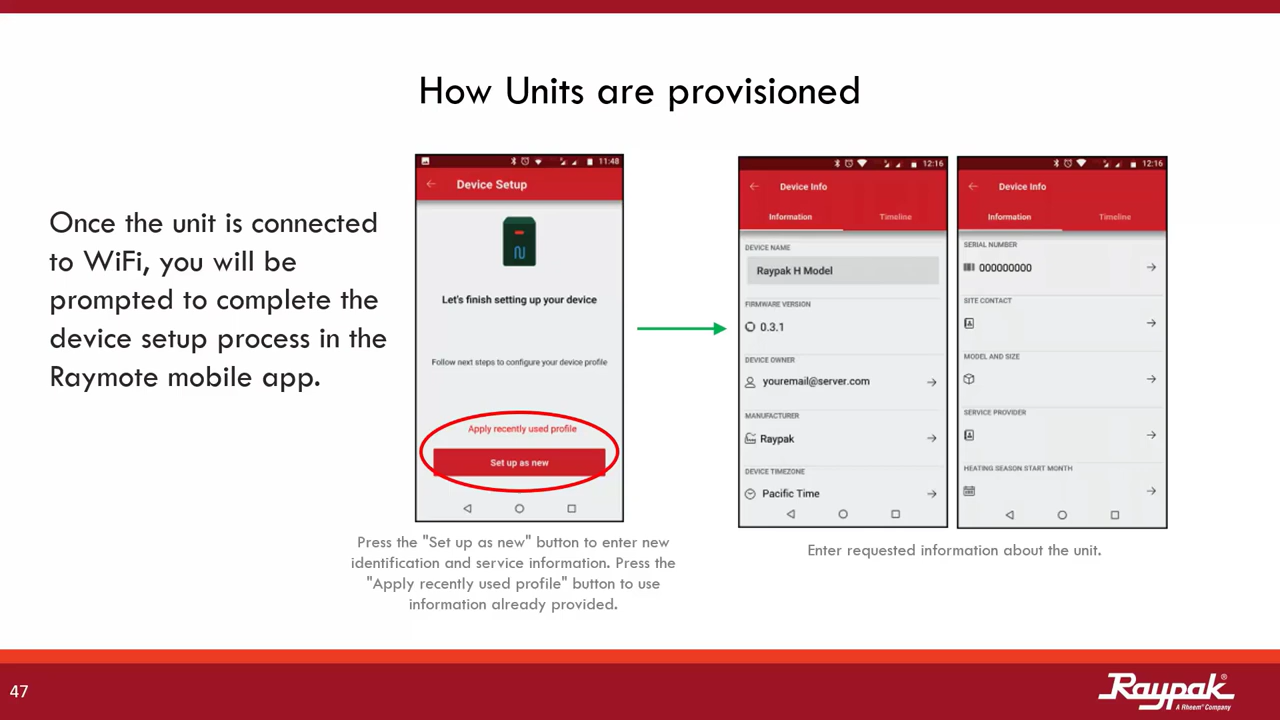 How Units are provisioned
Once the unit is connected
to WiFi, you will be
prompted to complete the
device setup process in the
Raymote mobile app.
11:48
Device Setup
Let's finish setting up your device
Follow next steps to configure your device profile
Apply recently used profile
Set up as new
Press the "Set up as new" button to enter new
identification and service information. Press the
"Apply recently used profile" button to use
information already provided.
12:16
Device Info
Information Timeline
DEVICE NAME
Raypak H Model
FIRMWARE VERSION
0.3.1
DEVICE OWNER
youremail@server.com
MANUFACTURER
Raypak
DEVICE TIMEZONE
Pacific Time
12:16
Device Info
Information Timeline
SERIAL NUMBER
000000000
SITE CONTACT
MODEL AND SIZE
SERVICE PROVIDER
HEATING SEASON START MONTH
Enter requested information about the unit.
47
Raypak®
A Rheem® Company